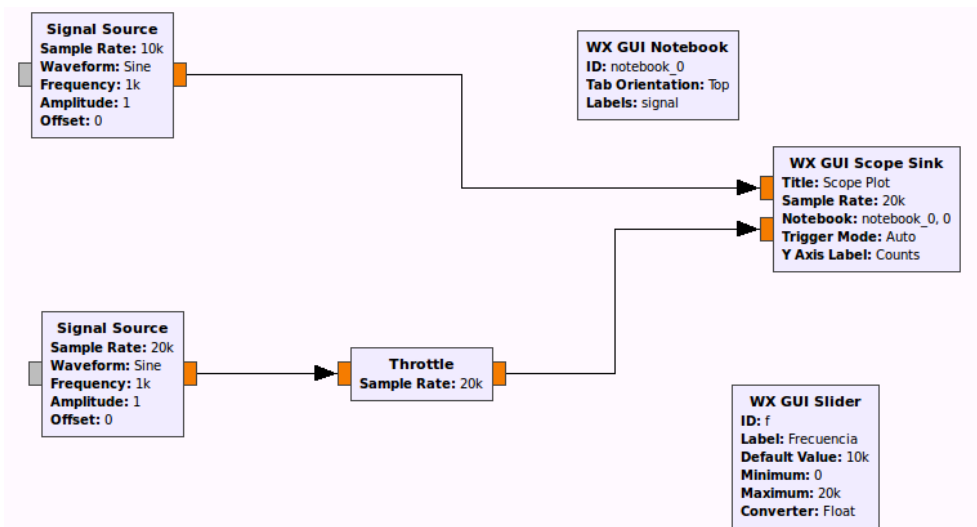 Signal Source
Sample Rate: 10k
Waveform: Sine
Frequency: 1k
Amplitude: 1
Offset: 0
WX GUI Notebook
ID: notebook_0
Tab Orientation: Top
Labels: signal
WX GUI Scope Sink
Title: Scope Plot
Sample Rate: 20k
Notebook: notebook_0, 0
Trigger Mode: Auto
Y Axis Label: Counts
Signal Source
Sample Rate: 20k
Waveform: Sine
Frequency: 1k
Amplitude: 1
Offset: 0
Throttle
Sample Rate: 20k
WX GUI Slider
ID: f
Label: Frecuencia
Default Value: 10k
Minimum: 0
Maximum: 20k
Converter: Float